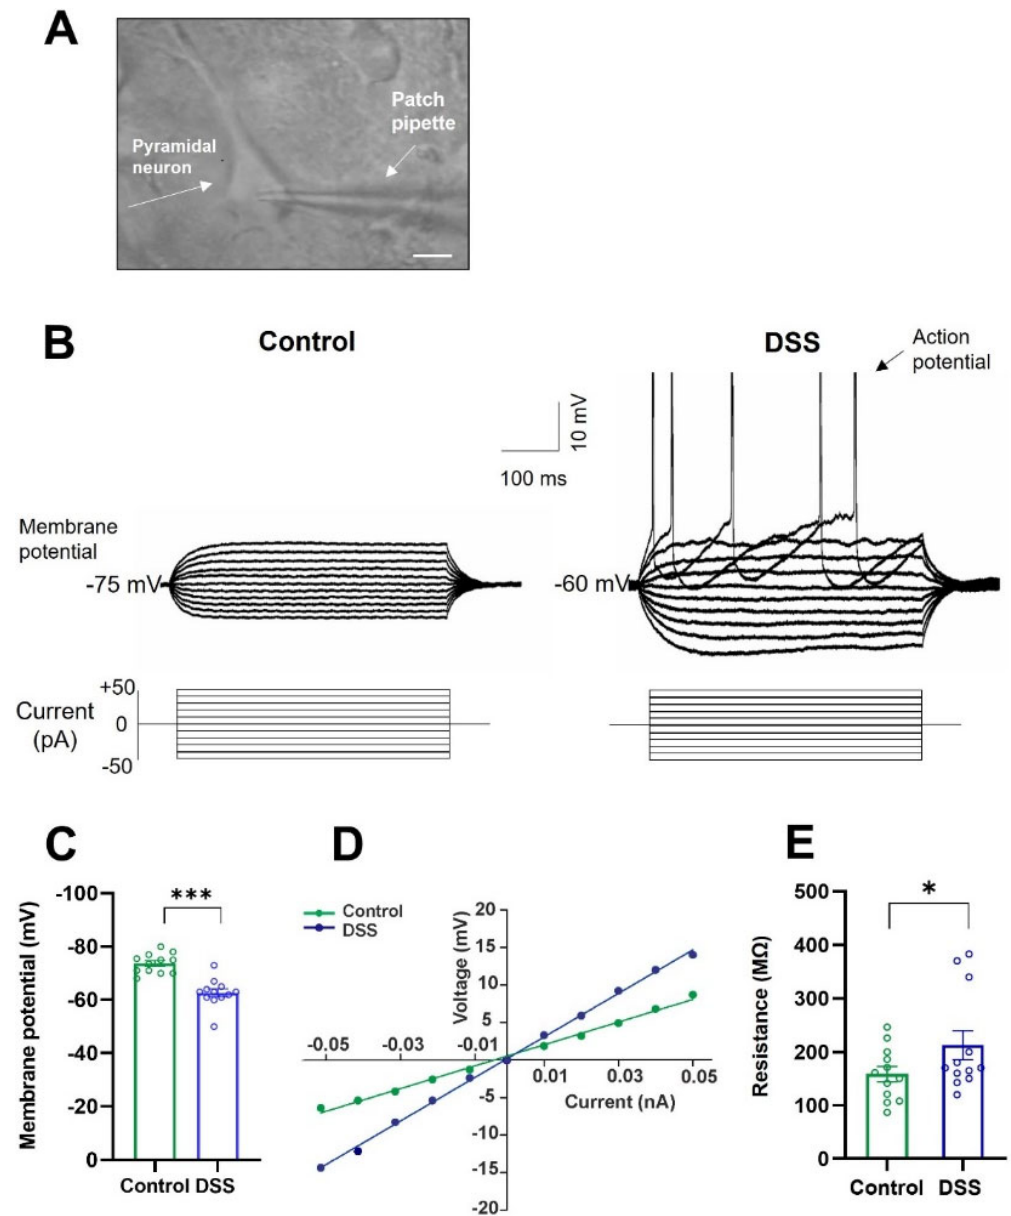 A
Pyramidal
neuron
Patch
pipette
B
Control
DSS
Action
potential
10 mV
100 ms
Membrane
potential
-75 mV
-60 mV
+50
Current
(pA)
0
-50
C
Membrane potential (mV)
-100
-80
-60
-40
-20
0
***
Control DSS
D
Control
DSS
Voltage (mV)
20
15
10
5
-0.05
-0.03
-0.01
0.01
0.03
0.05
Current (nA)
-5
-10
-15
-20
E
Resistance (MΩ)
500
400
300
200
100
0
*
Control DSS